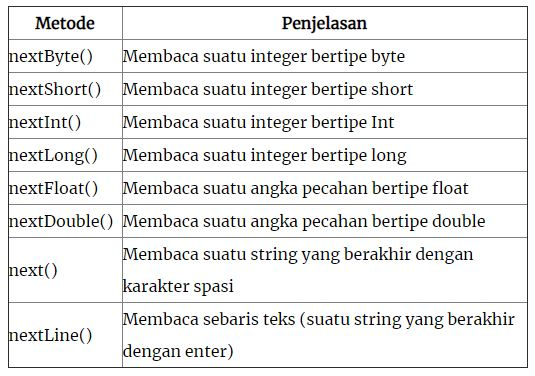 Metode Penjelasan
nextByte() Membaca suatu integer bertipe byte
nextShort() Membaca suatu integer bertipe short
nextInt() Membaca suatu integer bertipe Int
nextLong() Membaca suatu integer bertipe long
nextFloat() Membaca suatu angka pecahan bertipe float
nextDouble() Membaca suatu angka pecahan bertipe double
next() Membaca suatu string yang berakhir dengan
karakter spasi
nextLine() Membaca sebaris teks (suatu string yang berakhir
dengan enter)